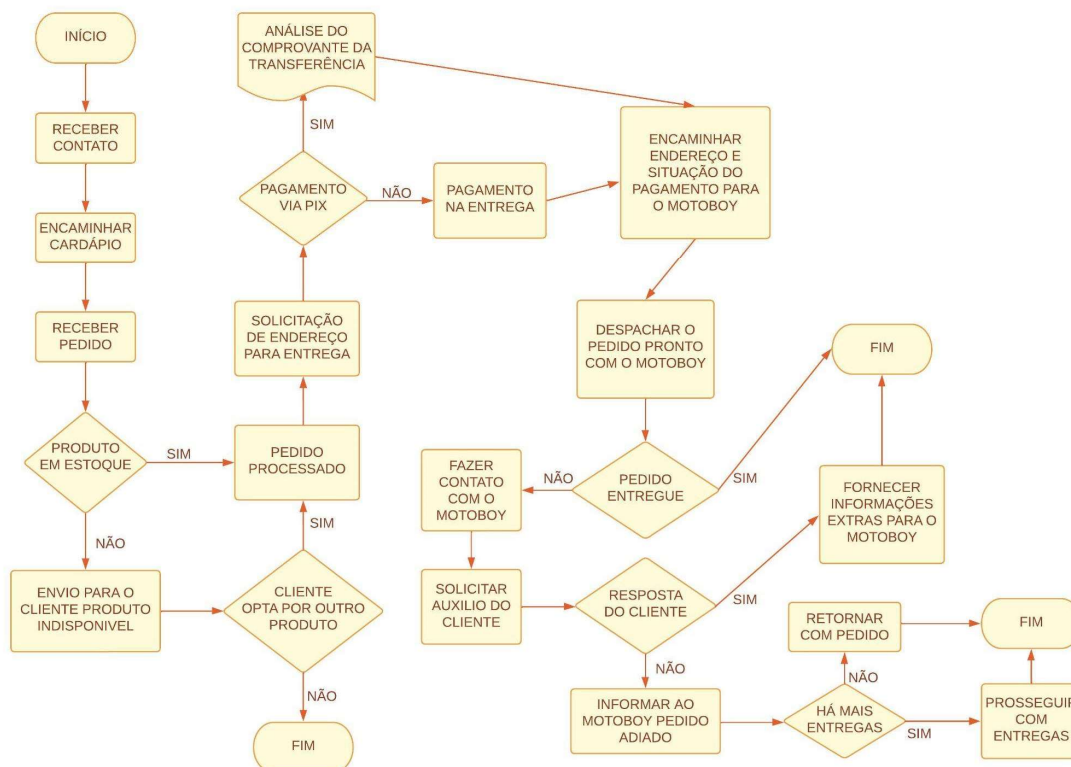 INÍCIO
RECEBER
CONTATO
ENCAMINHAR
CARDÁPIO
RECEBER
PEDIDO
PRODUTO
EM ESTOQUE
SIM
NÃO
ENVIO PARA O
CLIENTE PRODUTO
INDISPONIVEL
CLIENTE
OPTA POR OUTRO
PRODUTO
SIM
NÃO
FIM
PEDIDO
PROCESSADO
SOLICITAÇÃO
DE ENDEREÇO
PARA ENTREGA
PAGAMENTO
VIA PIX
SIM
NÃO
ANÁLISE DO
COMPROVANTE DA
TRANSFERÊNCIA
PAGAMENTO
NA ENTREGA
ENCAMINHAR
ENDEREÇO E
SITUAÇÃO DO
PAGAMENTO PARA
O MOTOBOY
DESPACHAR O
PEDIDO PRONTO
COM O MOTOBOY
PEDIDO
ENTREGUE
SIM
NÃO
FIM
FAZER
CONTATO
COM O
MOTOBOY
SOLICITAR
AUXILIO DO
CLIENTE
RESPOSTA
DO CLIENTE
SIM
NÃO
FORNECER
INFORMAÇÕES
EXTRAS PARA O
MOTOBOY
INFORMAR AO
MOTOBOY PEDIDO
ADIADO
HÁ MAIS
ENTREGAS
NÃO
SIM
RETORNAR
COM PEDIDO
PROSSEGUIR
COM
ENTREGAS
FIM